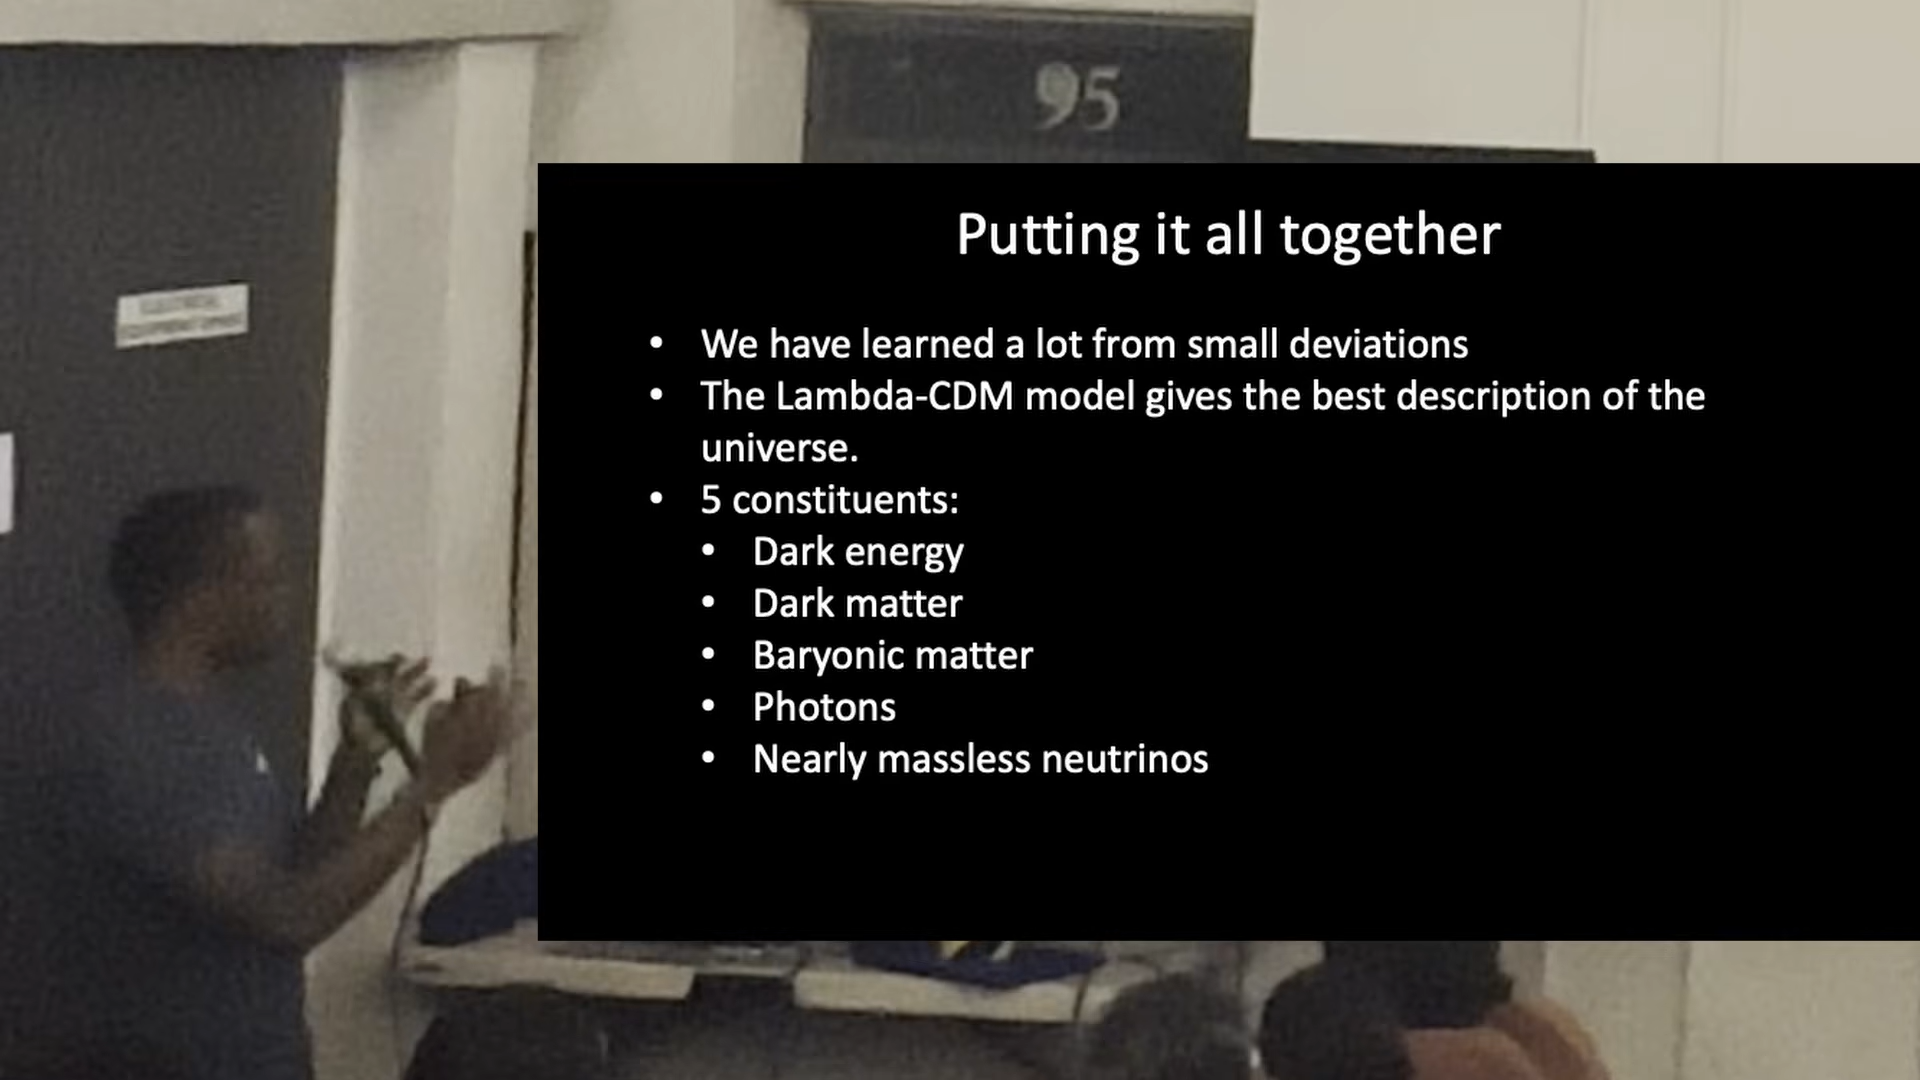 95
Putting it all together
• We have learned a lot from small deviations
• The Lambda-CDM model gives the best description of the
universe.
• 5 constituents:
• Dark energy
• Dark matter
• Baryonic matter
• Photons
• Nearly massless neutrinos